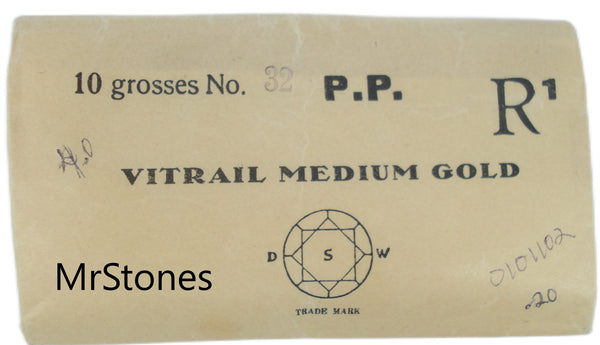 10 grosses No. 32 P.P. R¹
VITRAIL MEDIUM GOLD
D S W
MrStones
0101102
.20
TRADE MARK